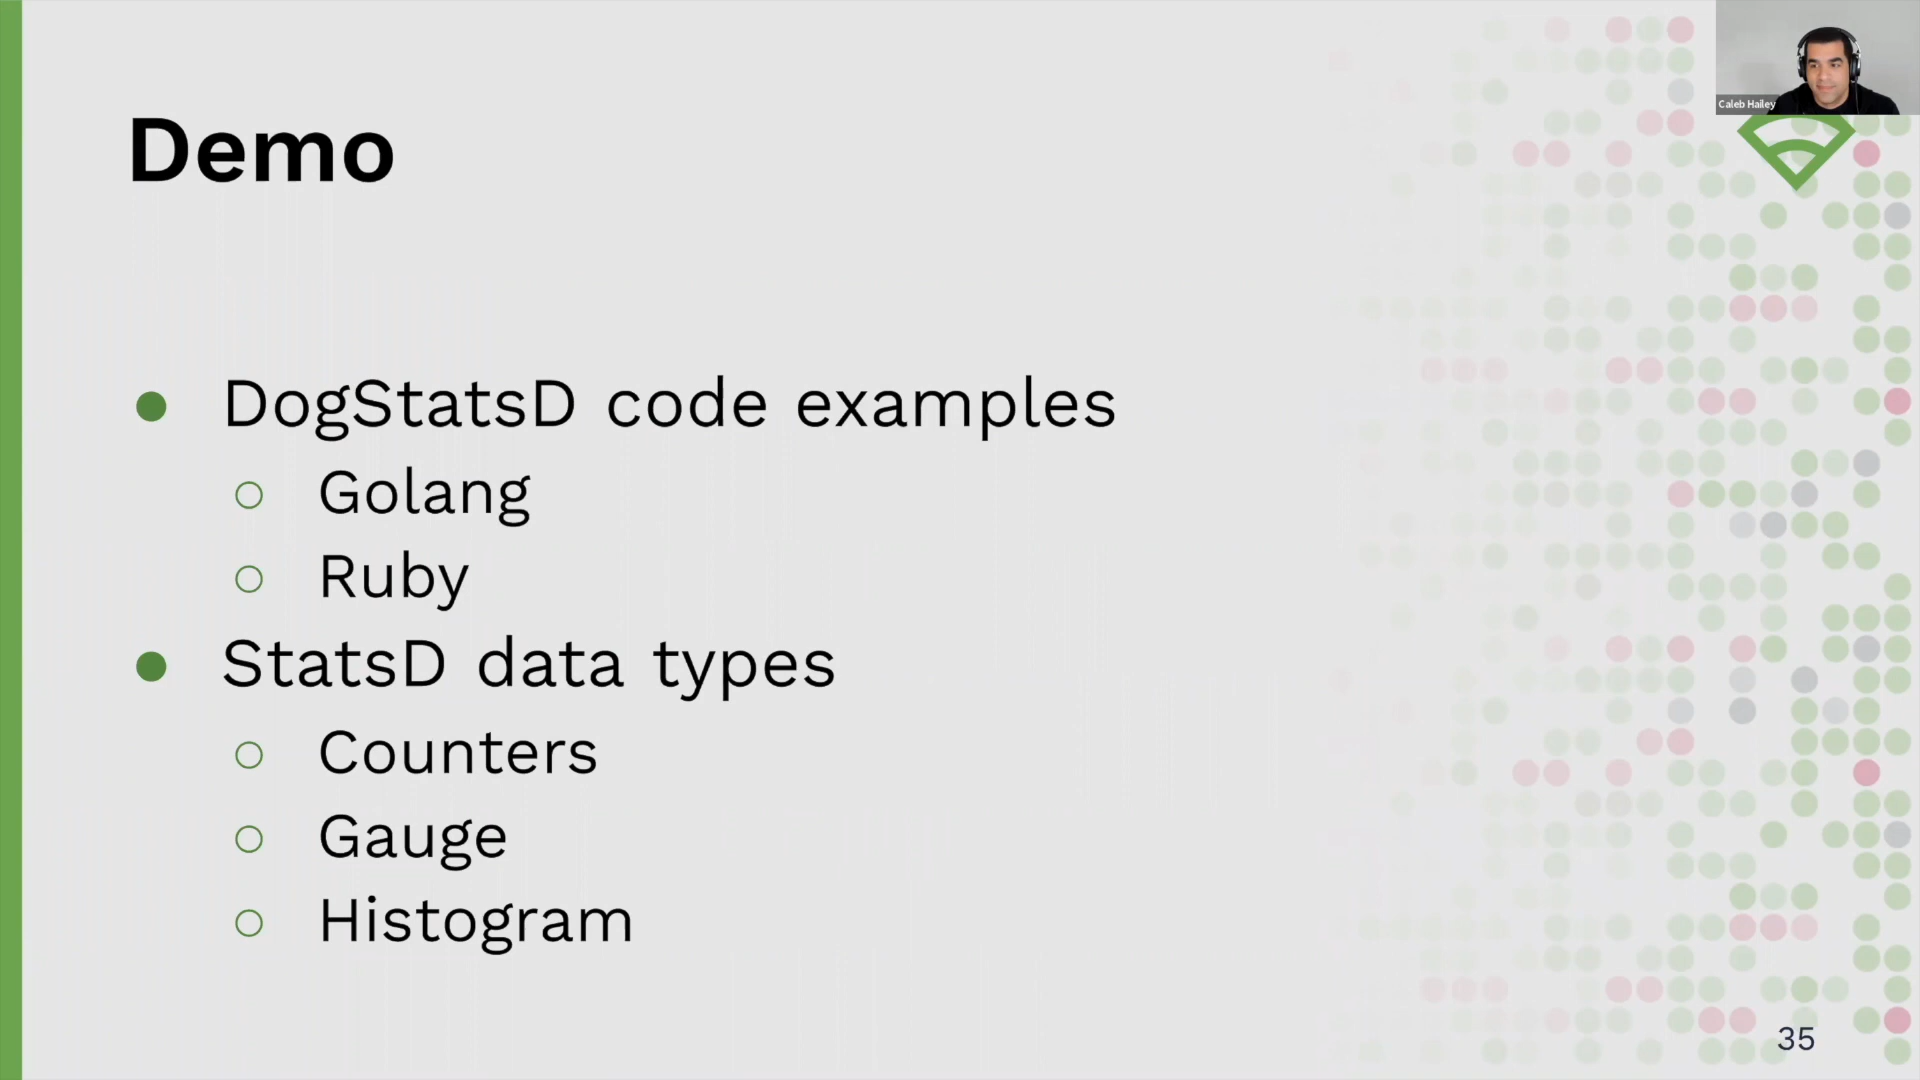 Caleb Hailey
Demo
DogStatsD code examples
Golang
Ruby
StatsD data types
Counters
Gauge
Histogram
35